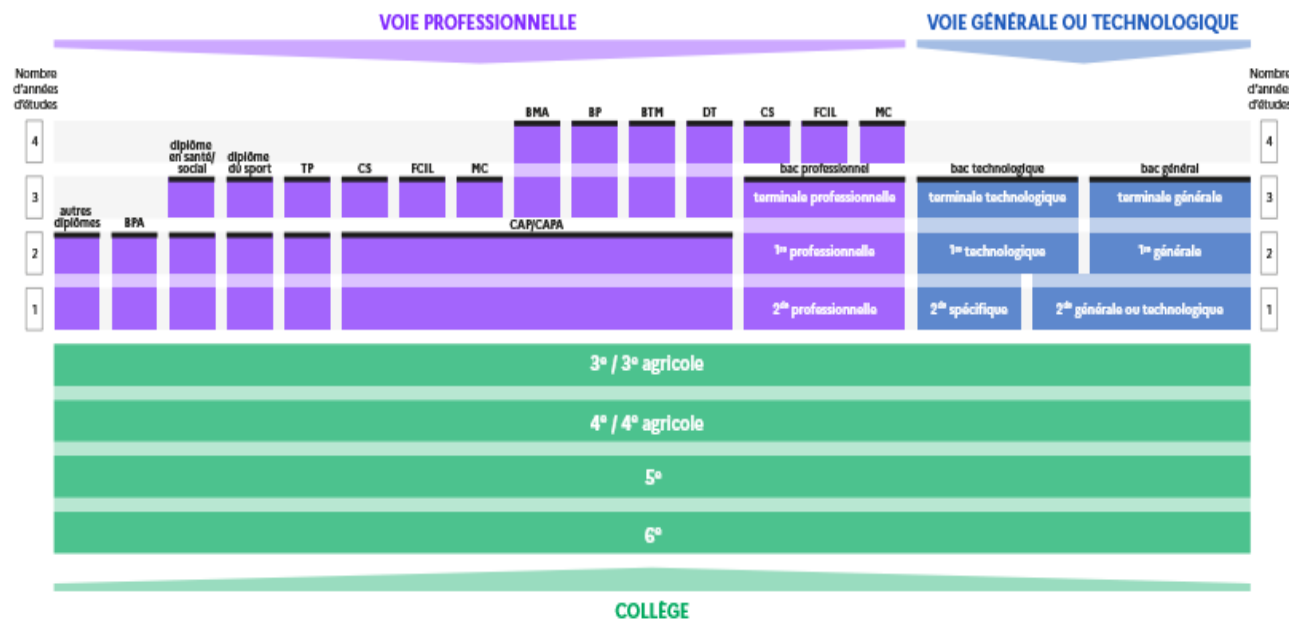 VOIE PROFESSIONNELLE
VOIE GÉNÉRALE OU TECHNOLOGIQUE
Nombre
d'années
d'études
Nombre
d'années
d'études
BMA
BP
BTM
DT
CS
FCIL
MC
4
4
diplôme
en santé/
social
diplôme
du sport
TP
CS
FCIL
MC
bac professionnel
bac technologique
bac général
3
terminale professionnelle
terminale technologique
terminale générale
3
autres
diplômes
BPA
CAP/CAPA
2
1re professionnelle
1re technologique
1re générale
2
1
2de professionnelle
2de spécifique
2de générale ou technologique
1
3e / 3e agricole
4e / 4e agricole
5e
6e
COLLÈGE